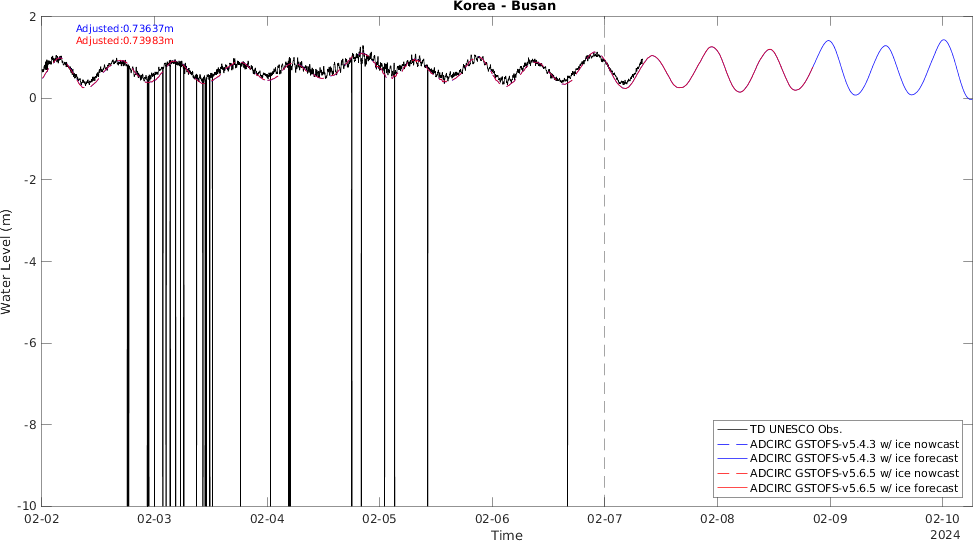 Korea - Busan
Adjusted:0.73637m
Adjusted:0.73983m
2
0
-2
-4
-6
-8
-10
Water Level (m)
02-02
02-03
02-04
02-05
02-06
02-07
02-08
02-09
02-10
2024
Time
TD UNESCO Obs.
ADCIRC GSTOFS-v5.4.3 w/ ice nowcast
ADCIRC GSTOFS-v5.4.3 w/ ice forecast
ADCIRC GSTOFS-v5.6.5 w/ ice nowcast
ADCIRC GSTOFS-v5.6.5 w/ ice forecast